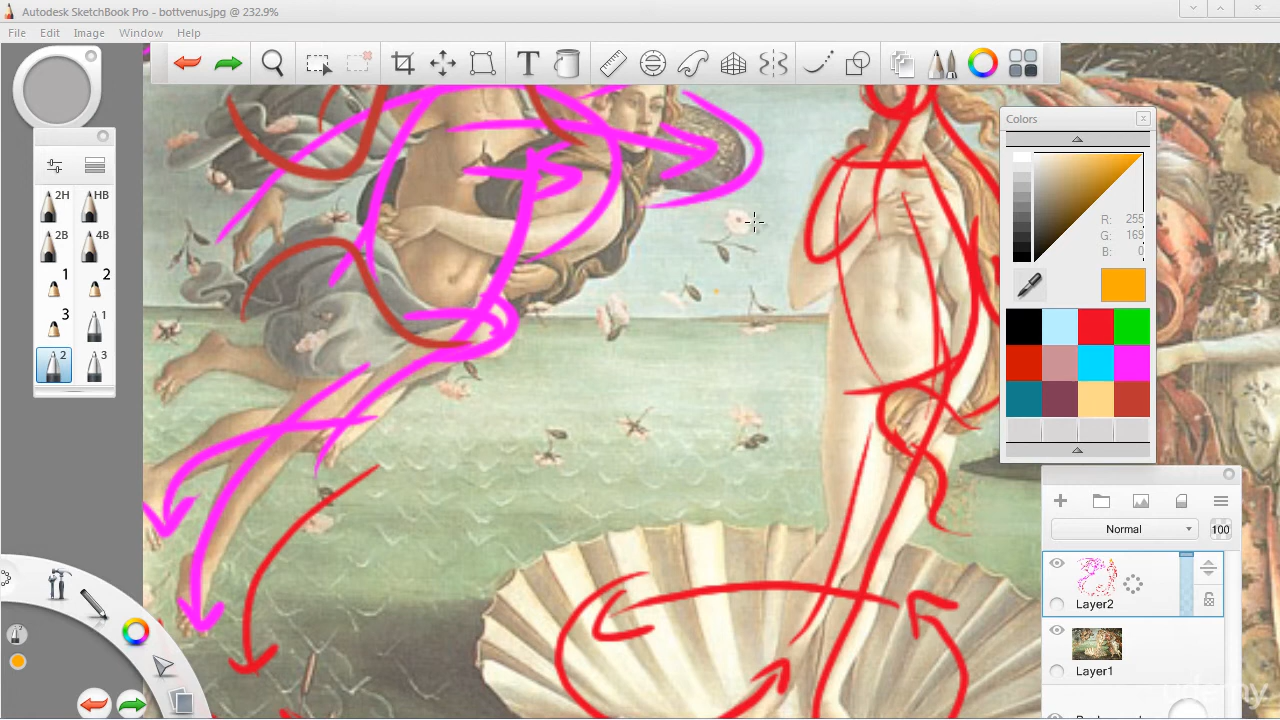 Autodesk SketchBook Pro - bottvenus.jpg @ 232.9%
File Edit Image Window Help
T
Colors
2H HB
2B 4B
1 2
3 1
2 3
R: 255
G: 169
B: 0
Normal 100
Layer2
Layer1
udemy